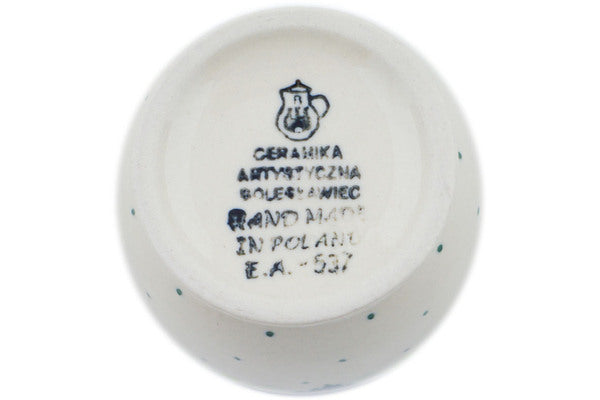 CERAMIKA
ARTYSTYCZNA
BOLESŁAWIEC
HAND MADE
IN POLAND
E.A.-537